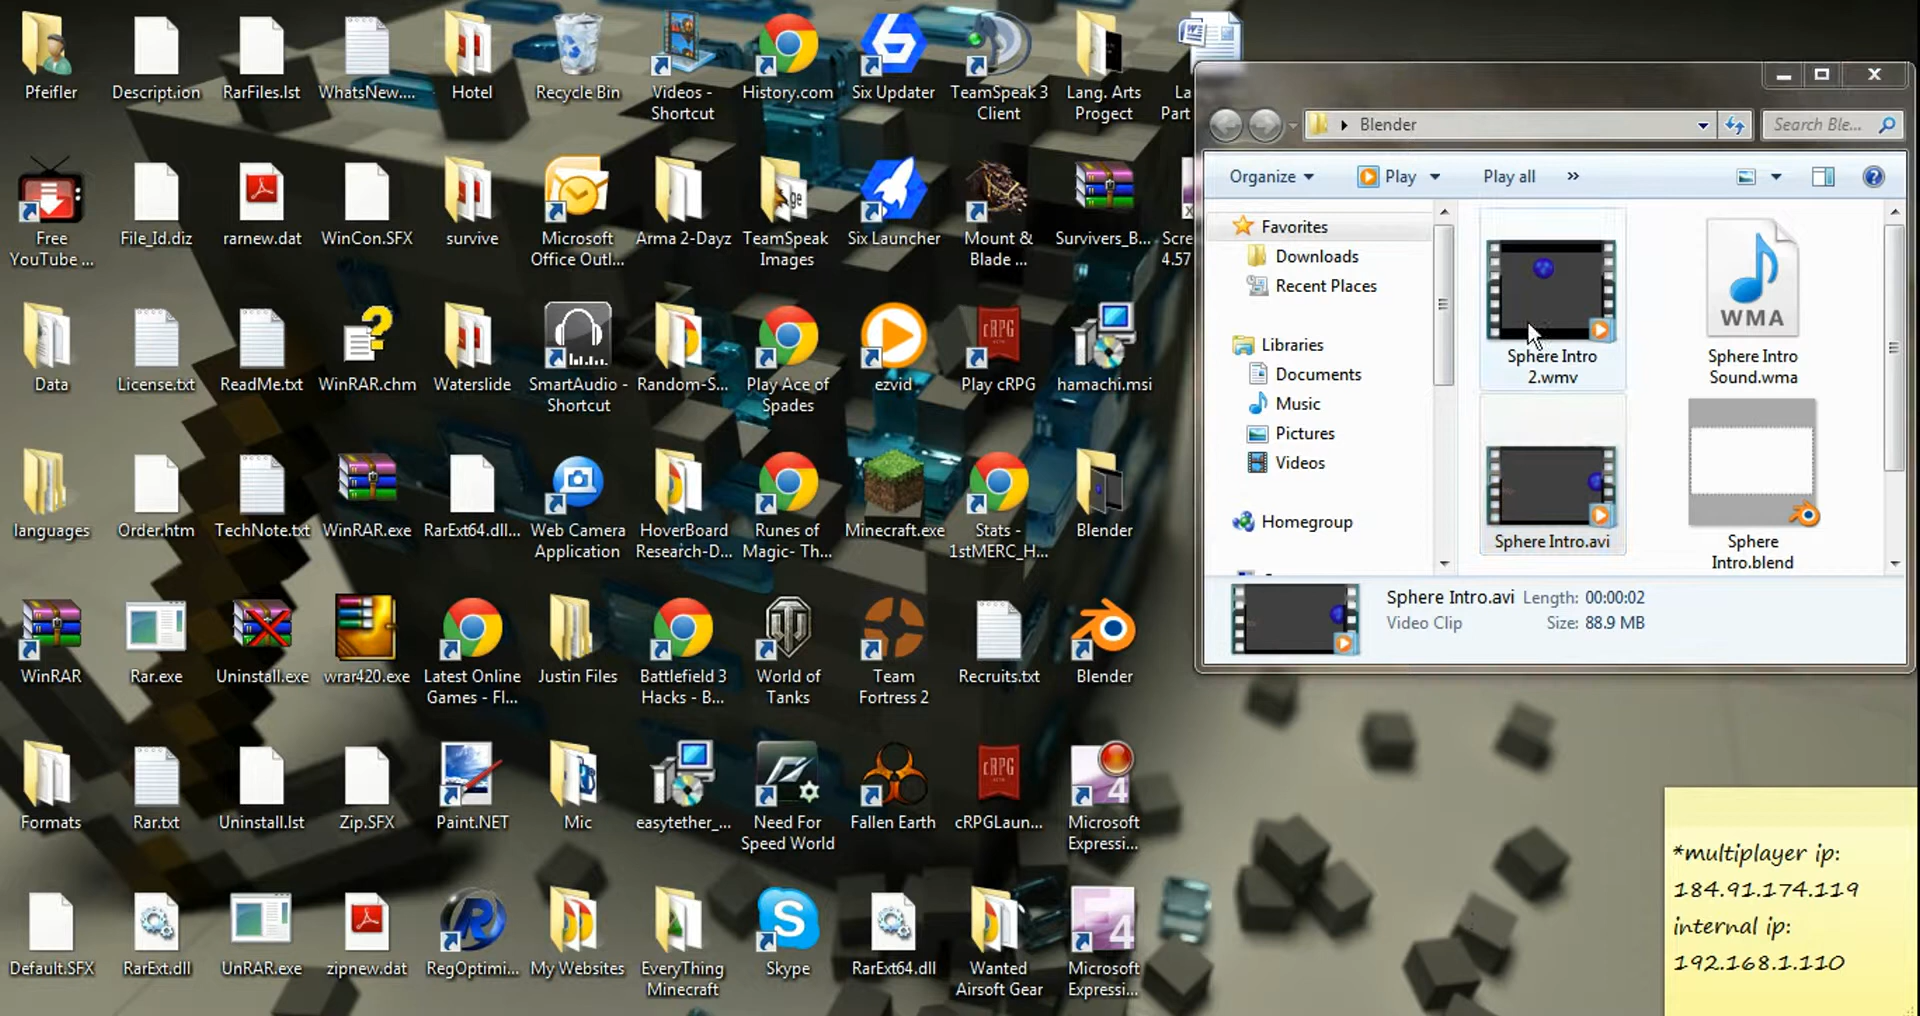 Pfeifler
Descript.ion
RarFiles.lst
WhatsNew....
Hotel
Recycle Bin
Videos -
Shortcut
History.com
Six Updater
TeamSpeak 3
Client
Lang. Arts
Progect
La
Part
Free
YouTube ...
File_Id.diz
rarnew.dat
WinCon.SFX
survive
Microsoft
Office Outl...
Arma 2-Dayz
TeamSpeak
Images
Six Launcher
Mount &
Blade ...
Survivers_B...
Scre
4.57
Data
License.txt
ReadMe.txt
WinRAR.chm
Waterslide
SmartAudio -
Shortcut
Random-S...
Play Ace of
Spades
ezvid
cRPG
Play cRPG
hamachi.msi
languages
Order.htm
TechNote.txt
WinRAR.exe
RarExt64.dll...
Web Camera
Application
HoverBoard
Research-D...
Runes of
Magic- Th...
Minecraft.exe
Stats -
1stMERC_H...
Blender
WinRAR
Rar.exe
Uninstall.exe
wrar420.exe
Latest Online
Games - Fl...
Justin Files
Battlefield 3
Hacks - B...
World of
Tanks
Team
Fortress 2
Recruits.txt
Blender
Formats
Rar.txt
Uninstall.lst
Zip.SFX
Paint.NET
Mic
easytether_...
Need For
Speed World
Fallen Earth
cRPG
cRPGLaun...
4
Microsoft
Expressi...
Default.SFX
RarExt.dll
UnRAR.exe
zipnew.dat
RegOptimi...
My Websites
EveryThing
Minecraft
Skype
RarExt64.dll
Wanted
Airsoft Gear
4
Microsoft
Expressi...
Blender
Search Ble...
Organize
Play
Play all
»
Favorites
Downloads
Recent Places
Libraries
Documents
Music
Pictures
Videos
Homegroup
Sphere Intro
2.wmv
WMA
Sphere Intro
Sound.wma
Sphere Intro.avi
Sphere
Intro.blend
Sphere Intro.avi Length: 00:00:02
Video Clip Size: 88.9 MB
*multiplayer ip:
184.91.174.119
internal ip:
192.168.1.110